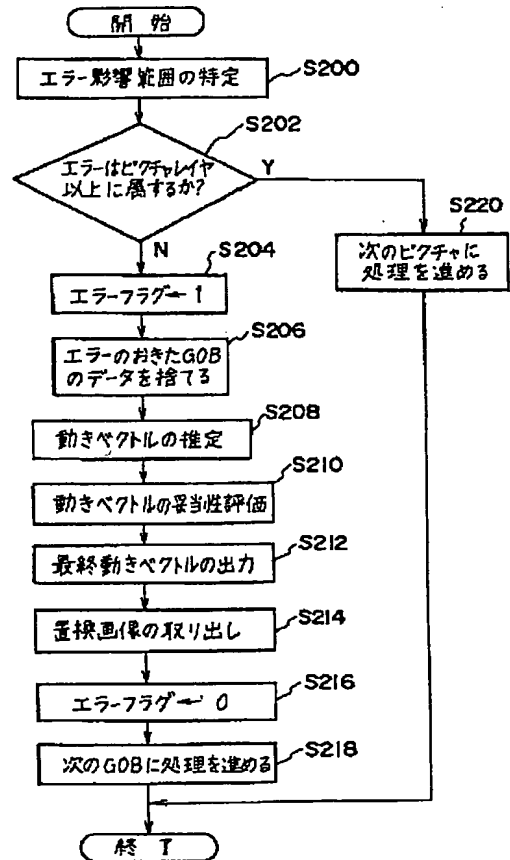 開始
エラー影響範囲の特定
S200
S202
エラーはピクチャレイヤ
以上に属するか?
Y
N
S220
次のピクチャに
処理を進める
S204
エラーフラグ←1
S206
エラーのおきたGOB
のデータを捨てる
S208
動きベクトルの推定
S210
動きベクトルの妥当性評価
S212
最終動きベクトルの出力
S214
置換画像の取り出し
S216
エラーフラグ←0
S218
次のGOBに処理を進める
終了